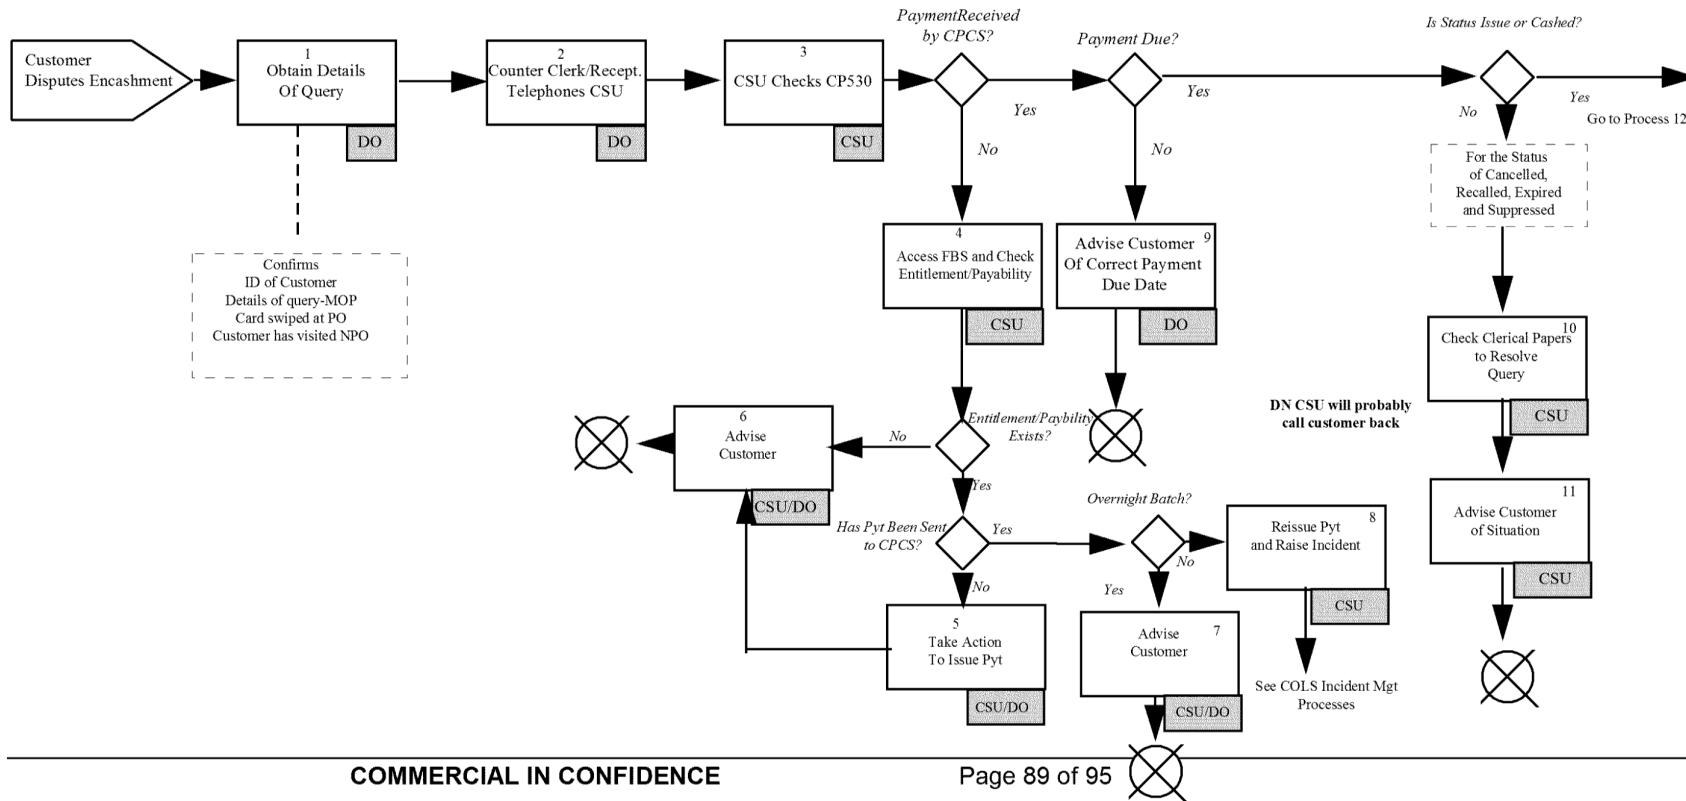 Customer
Disputes Encashment
1
Obtain Details
Of Query
DO
2
Counter Clerk/Recept.
Telephones CSU
DO
3
CSU Checks CP530
CSU
PaymentReceived
by CPCS?
Yes
No
Payment Due?
Yes
No
Is Status Issue or Cashed?
No
Yes
Go to Process 12
For the Status
of Cancelled,
Recalled, Expired
and Suppressed
Confirms
ID of Customer
Details of query-MOP
Card swiped at PO
Customer has visited NPO
4
Access FBS and Check
Entitlement/Payability
CSU
9
Advise Customer
Of Correct Payment
Due Date
DO
10
Check Clerical Papers
to Resolve
Query
CSU
DN CSU will probably
call customer back
6
Advise
Customer
CSU/DO
No
Entitlement/Paybility
Exists?
Yes
Has Pyt Been Sent
to CPCS?
Yes
No
Overnight Batch?
No
Yes
8
Reissue Pyt
and Raise Incident
CSU
11
Advise Customer
of Situation
CSU
5
Take Action
To Issue Pyt
CSU/DO
7
Advise
Customer
CSU/DO
See COLS Incident Mgt
Processes
COMMERCIAL IN CONFIDENCE
Page 89 of 95